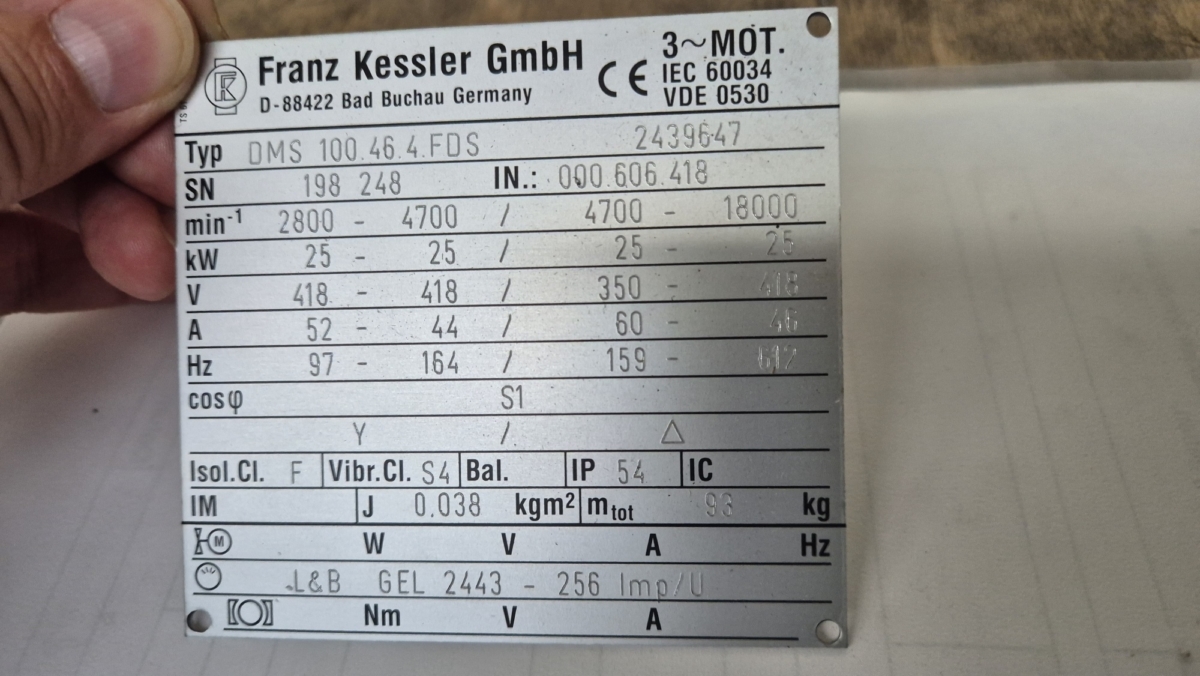 Franz Kessler GmbH
D-88422 Bad Buchau Germany
CE
3~MOT.
IEC 60034
VDE 0530
Typ DMS 100.46.4.FDS 2439647
SN 198 248 IN.: 000.606.418
min-1 2800 - 4700 / 4700 - 18000
kW 25 - 25 / 25 - 25
V 418 - 418 / 350 - 418
A 52 - 44 / 60 - 46
Hz 97 - 164 / 159 - 612
cosφ S1
Y / △
Isol.Cl. F Vibr.Cl. S4 Bal. IP 54 IC
IM J 0.038 kgm² mtot 93 kg
M W V A Hz
L&B GEL 2443 - 256 Imp/U
Nm V A